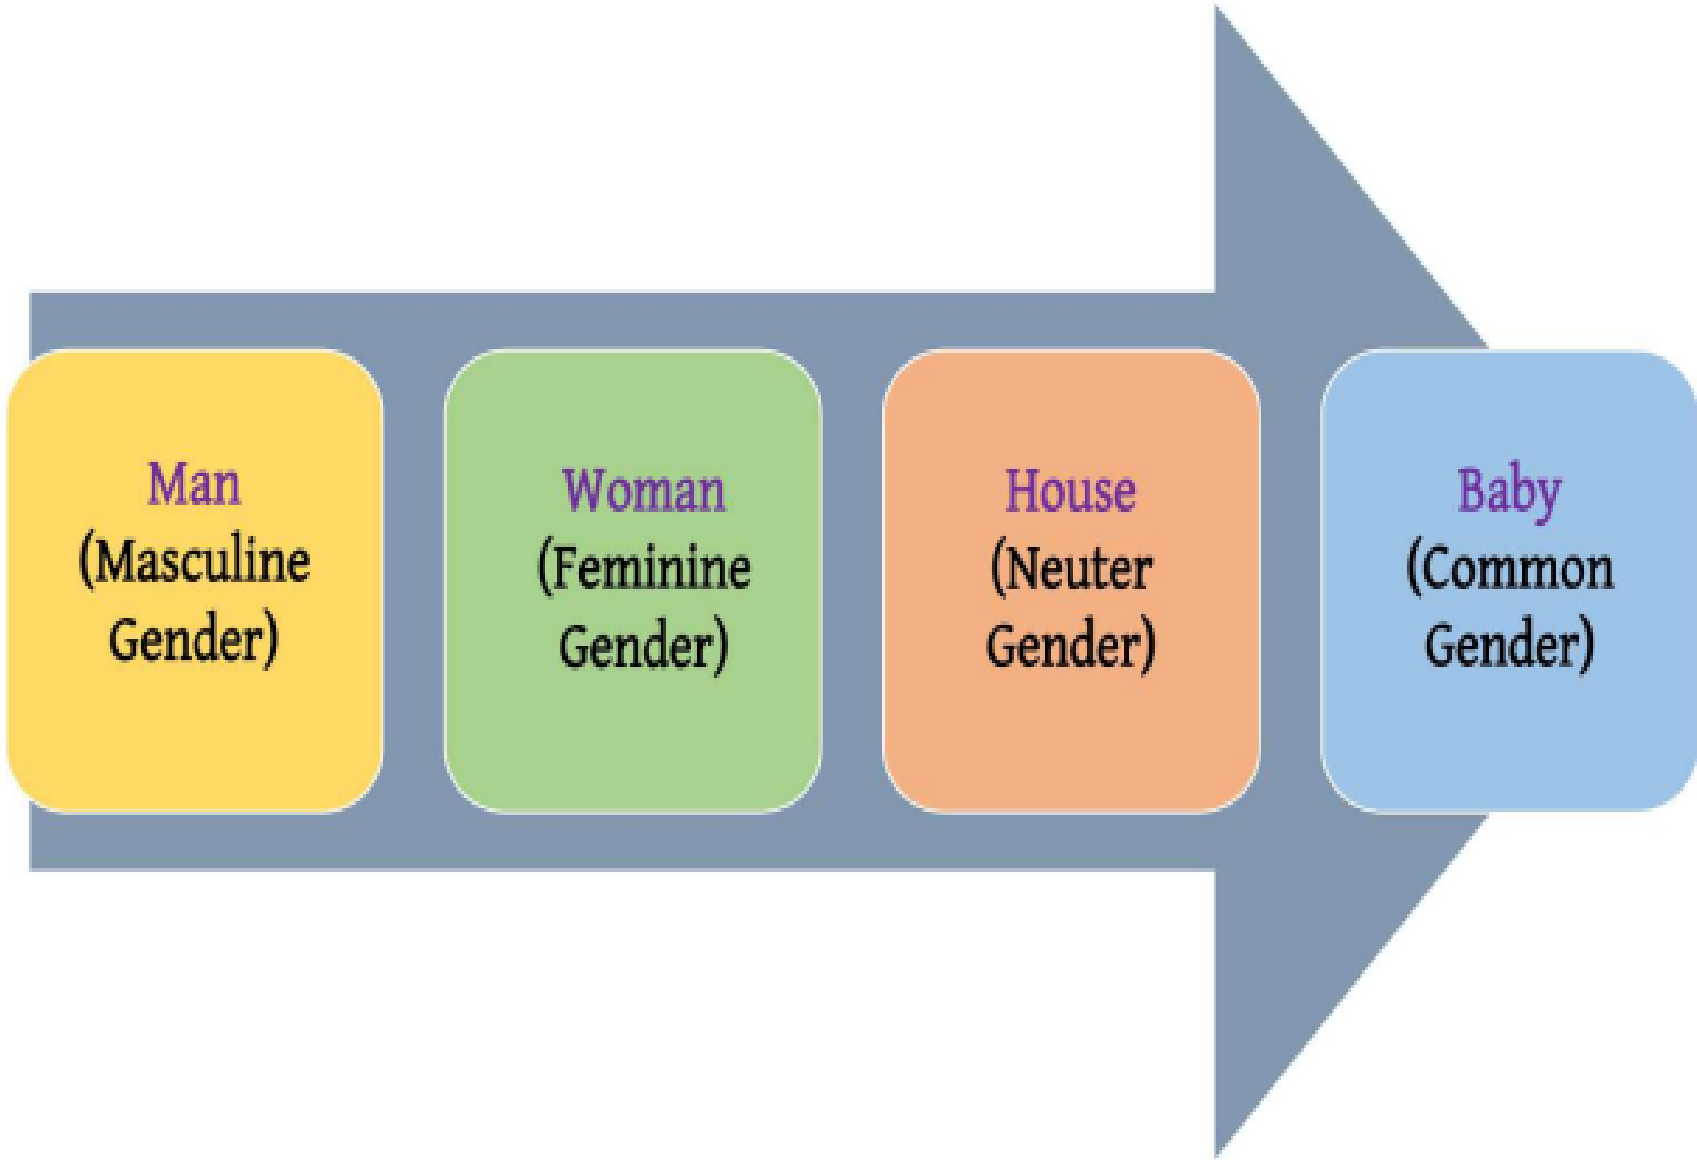 Man
(Masculine
Gender)
Woman
(Feminine
Gender)
House
(Neuter
Gender)
Baby
(Common
Gender)